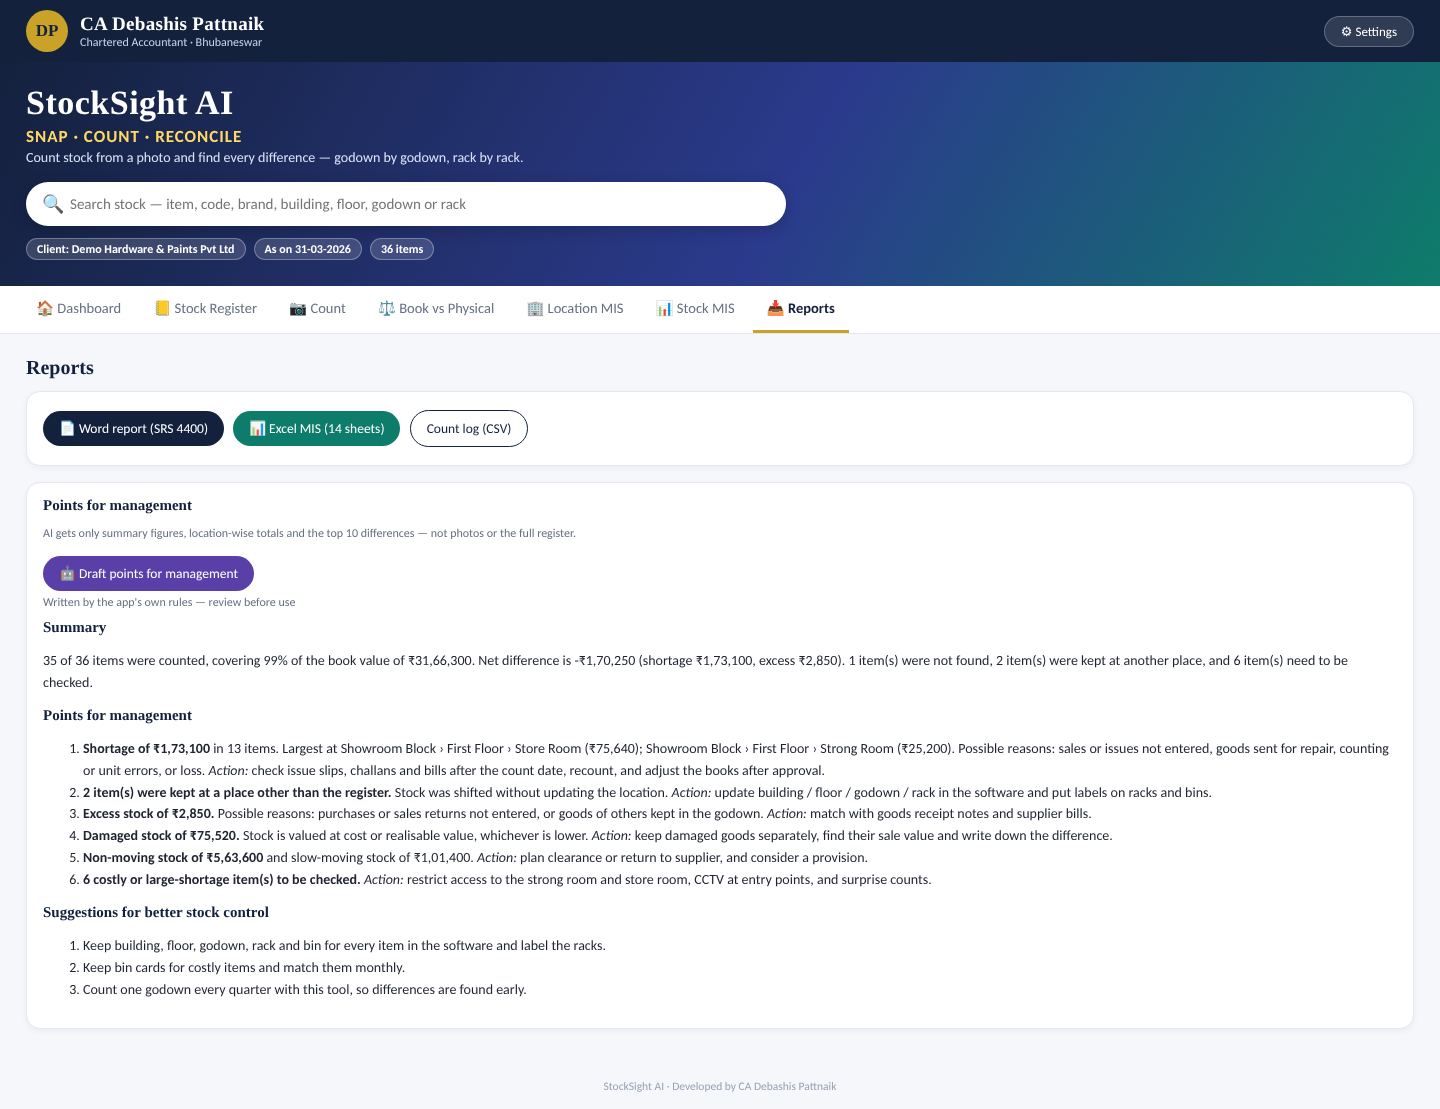 DP
CA Debashis Pattnaik
Chartered Accountant · Bhubaneswar
⚙ Settings
StockSight AI
SNAP · COUNT · RECONCILE
Count stock from a photo and find every difference — godown by godown, rack by rack.
🔍 Search stock — item, code, brand, building, floor, godown or rack
Client: Demo Hardware & Paints Pvt Ltd
As on 31-03-2026
36 items
🏠 Dashboard
📒 Stock Register
📷 Count
⚖️ Book vs Physical
🏢 Location MIS
📊 Stock MIS
📥 Reports
Reports
📄 Word report (SRS 4400)
📊 Excel MIS (14 sheets)
Count log (CSV)
Points for management
AI gets only summary figures, location-wise totals and the top 10 differences — not photos or the full register.
🤖 Draft points for management
Written by the app's own rules — review before use
Summary
35 of 36 items were counted, covering 99% of the book value of ₹31,66,300. Net difference is -₹1,70,250 (shortage ₹1,73,100, excess ₹2,850). 1 item(s) were not found, 2 item(s) were kept at another place, and 6 item(s) need to be
checked.
Points for management
1. Shortage of ₹1,73,100 in 13 items. Largest at Showroom Block › First Floor › Store Room (₹75,640); Showroom Block › First Floor › Strong Room (₹25,200). Possible reasons: sales or issues not entered, goods sent for repair, counting
or unit errors, or loss. Action: check issue slips, challans and bills after the count date, recount, and adjust the books after approval.
2. 2 item(s) were kept at a place other than the register. Stock was shifted without updating the location. Action: update building / floor / godown / rack in the software and put labels on racks and bins.
3. Excess stock of ₹2,850. Possible reasons: purchases or sales returns not entered, or goods of others kept in the godown. Action: match with goods receipt notes and supplier bills.
4. Damaged stock of ₹75,520. Stock is valued at cost or realisable value, whichever is lower. Action: keep damaged goods separately, find their sale value and write down the difference.
5. Non-moving stock of ₹5,63,600 and slow-moving stock of ₹1,01,400. Action: plan clearance or return to supplier, and consider a provision.
6. 6 costly or large-shortage item(s) to be checked. Action: restrict access to the strong room and store room, CCTV at entry points, and surprise counts.
Suggestions for better stock control
1. Keep building, floor, godown, rack and bin for every item in the software and label the racks.
2. Keep bin cards for costly items and match them monthly.
3. Count one godown every quarter with this tool, so differences are found early.
StockSight AI · Developed by CA Debashis Pattnaik